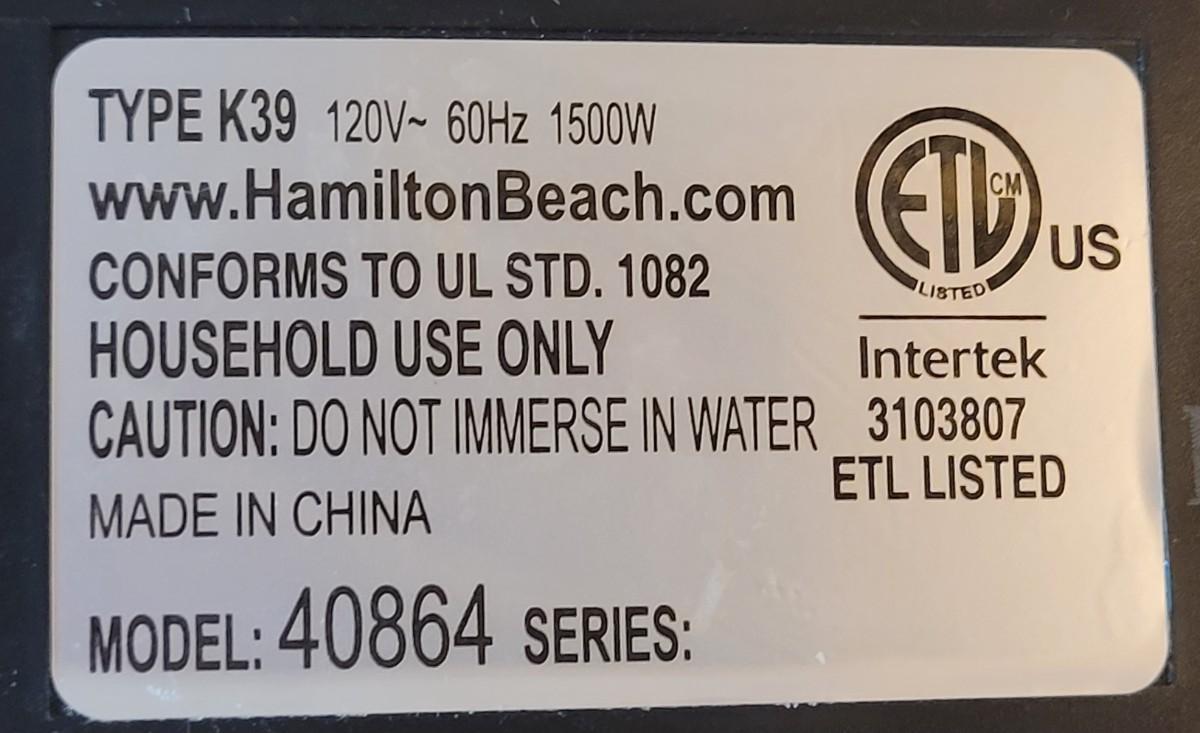 TYPE K39 120V~ 60Hz 1500W
www.HamiltonBeach.com
CONFORMS TO UL STD. 1082
HOUSEHOLD USE ONLY
CAUTION: DO NOT IMMERSE IN WATER
MADE IN CHINA
MODEL: 40864 SERIES:
ETL CM
LISTED
US
Intertek
3103807
ETL LISTED